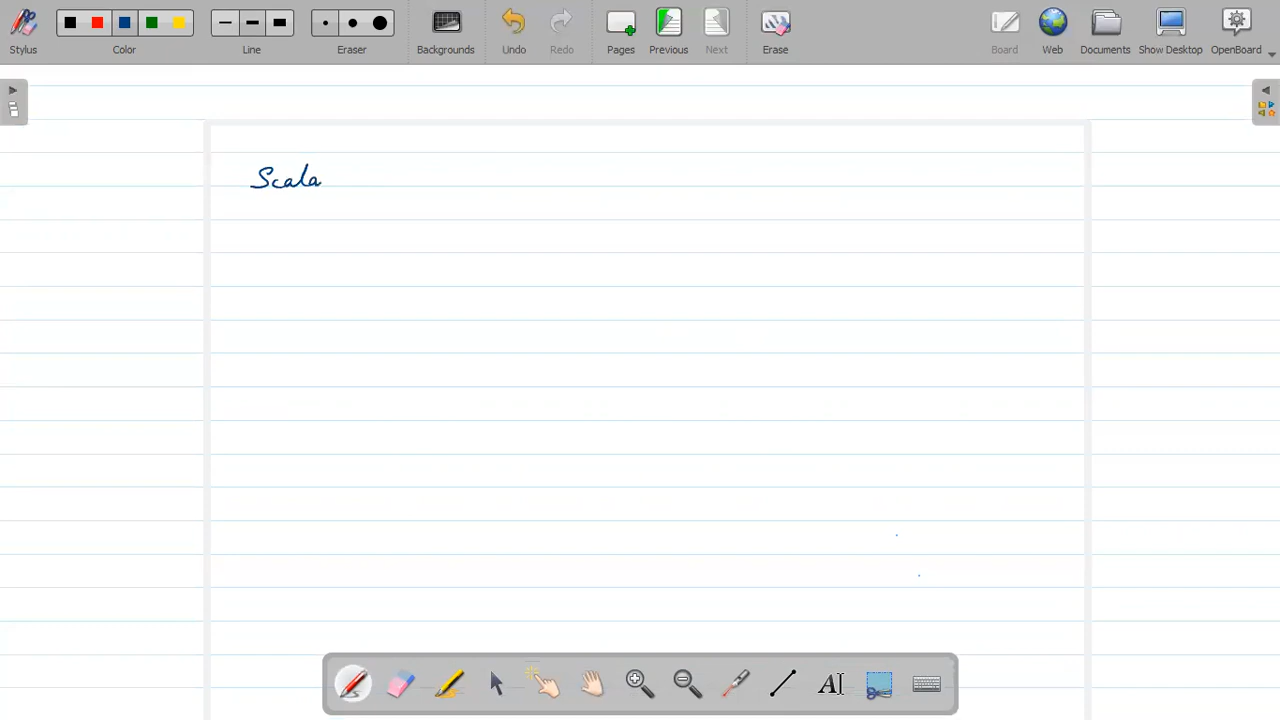 Stylus
Color
Line
Eraser
Backgrounds
Undo
Redo
Pages
Previous
Next
Erase
Board
Web
Documents
Show Desktop
OpenBoard
Scala